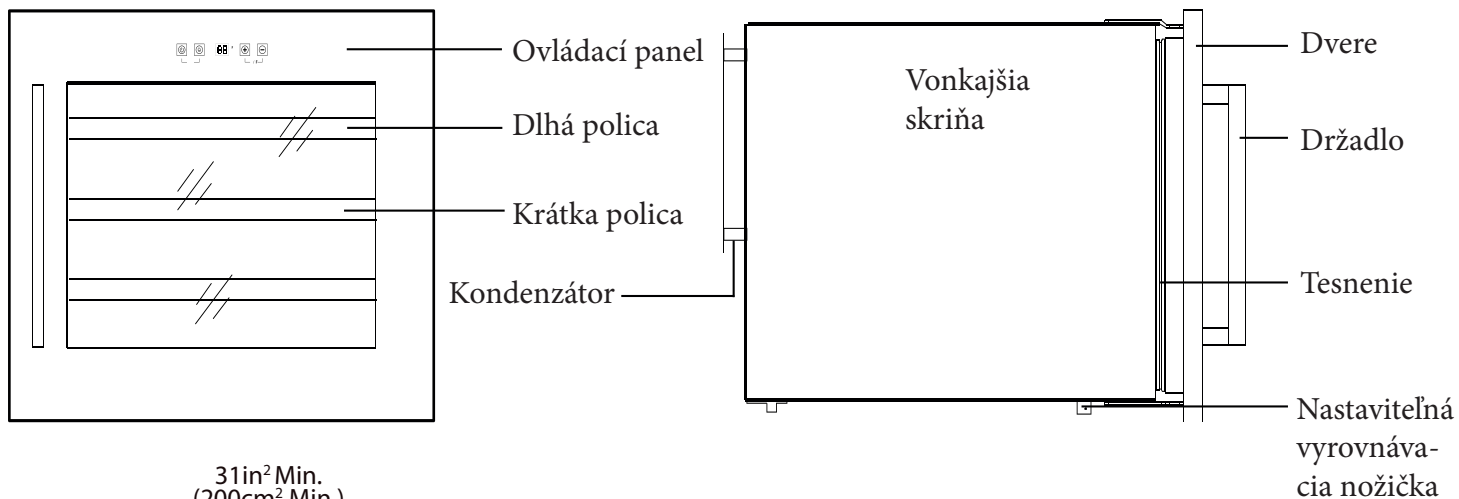 88
Ovládací panel
Dlhá polica
Krátka polica
Kondenzátor
Vonkajšia
skriňa
Dvere
Držadlo
Tesnenie
Nastaviteľná
vyrovnáva-
cia nožička
31in² Min.
(200cm² Min.)